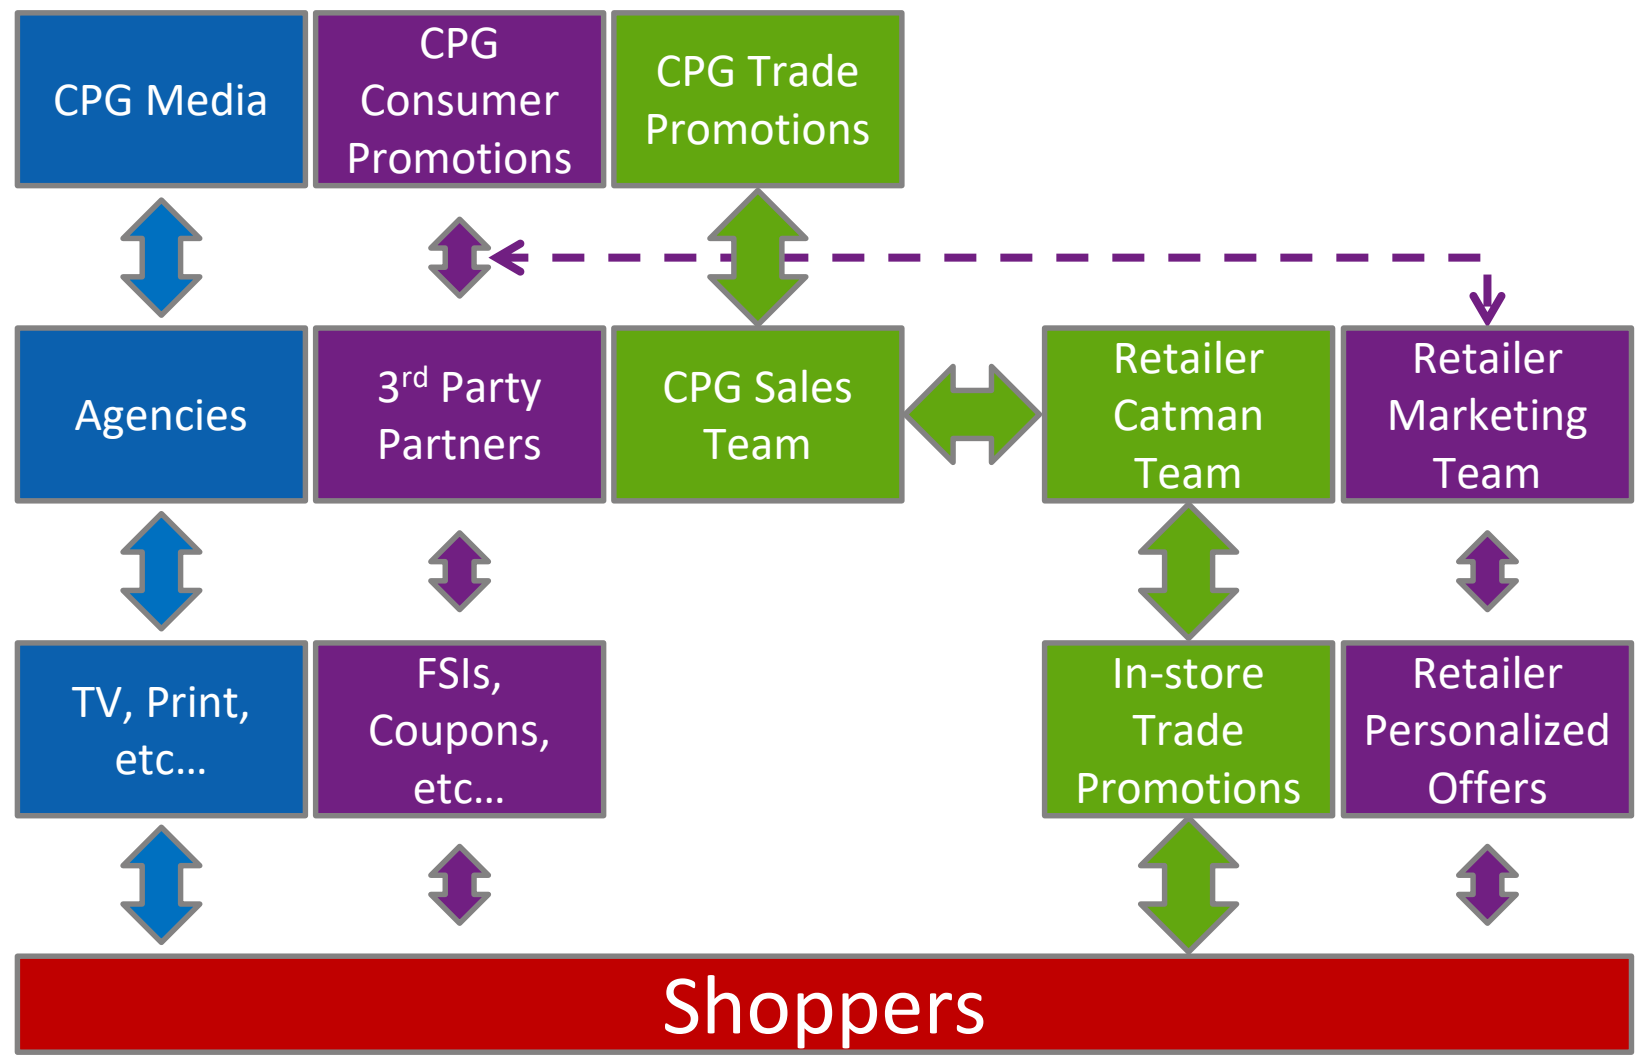 CPG Media
CPG
Consumer
Promotions
CPG Trade
Promotions
Agencies
3rd Party
Partners
CPG Sales
Team
Retailer
Catman
Team
Retailer
Marketing
Team
TV, Print,
etc...
FSIs,
Coupons,
etc...
In-store
Trade
Promotions
Retailer
Personalized
Offers
Shoppers